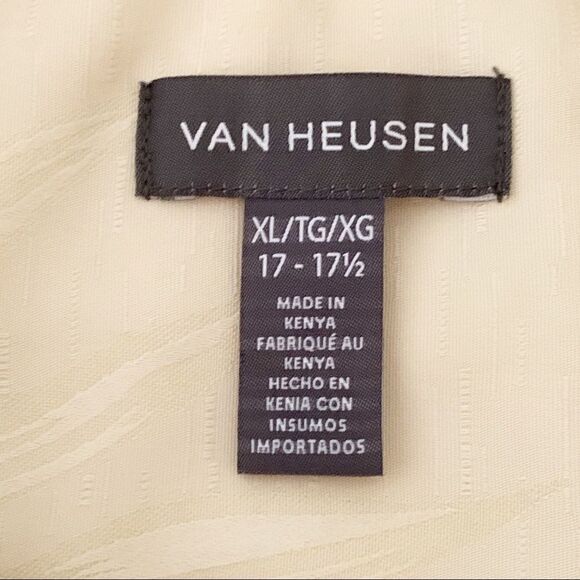 VAN HEUSEN
XL/TG/XG
17 - 17½
MADE IN
KENYA
FABRIQUÉ AU
KENYA
HECHO EN
KENIA CON
INSUMOS
IMPORTADOS